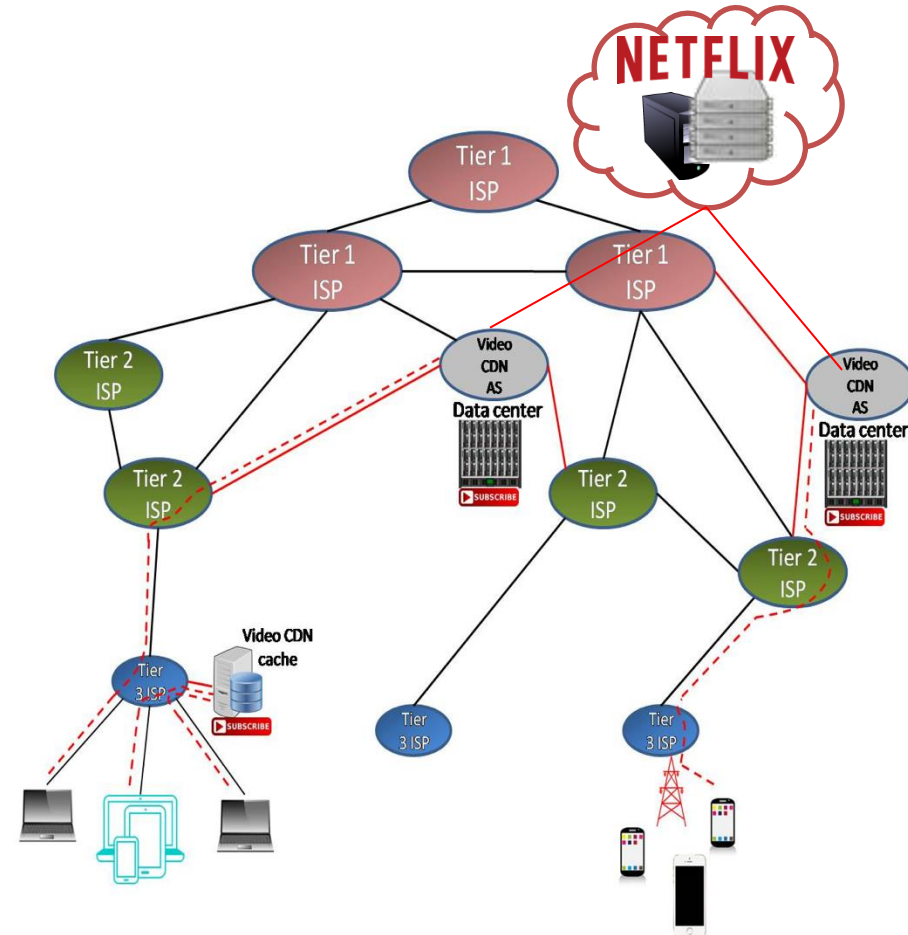 NETFLIX
Tier 1
ISP
Tier 1
ISP
Tier 1
ISP
Video
CDN
AS
Data center
SUBSCRIBE
Video
CDN
AS
Data center
SUBSCRIBE
Tier 2
ISP
Tier 2
ISP
Tier 2
ISP
Tier 2
ISP
Video CDN
cache
SUBSCRIBE
Tier
3 ISP
Tier
3 ISP
Tier
3 ISP